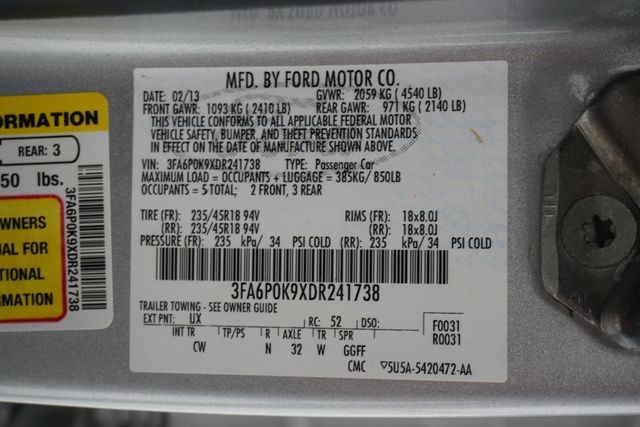 MFD. BY FORD MOTOR CO.
DATE: 02/13 GVWR: 2059 KG ( 4540 LB)
FRONT GAWR: 1093 KG ( 2410 LB) REAR GAWR: 971 KG ( 2140 LB)
THIS VEHICLE CONFORMS TO ALL APPLICABLE FEDERAL MOTOR
VEHICLE SAFETY, BUMPER, AND THEFT PREVENTION STANDARDS
IN EFFECT ON THE DATE OF MANUFACTURE SHOWN ABOVE.
VIN: 3FA6P0K9XDR241738 TYPE: Passenger Car
MAXIMUM LOAD = OCCUPANTS + LUGGAGE = 385KG/ 850LB
OCCUPANTS = 5 TOTAL; 2 FRONT, 3 REAR
TIRE (FR): 235/45R18 94V RIMS (FR): 18x8.0J
(RR): 235/45R18 94V (RR): 18x8.0J
PRESSURE (FR): 235 kPa/ 34 PSI COLD (RR): 235 kPa/ 34 PSI COLD
3FA6P0K9XDR241738
TRAILER TOWING - SEE OWNER GUIDE
EXT PNT: UX RC: 52 DSO: F0031
INT TR TP/PS R AXLE TR SPR R0031
CW N 32 W GGFF
CMC ▽5U5A-5420472-AA
ORMATION
REAR: 3
50 lbs.
WNERS
UAL FOR
TIONAL
MATION
3FA6P0K9XDR241738